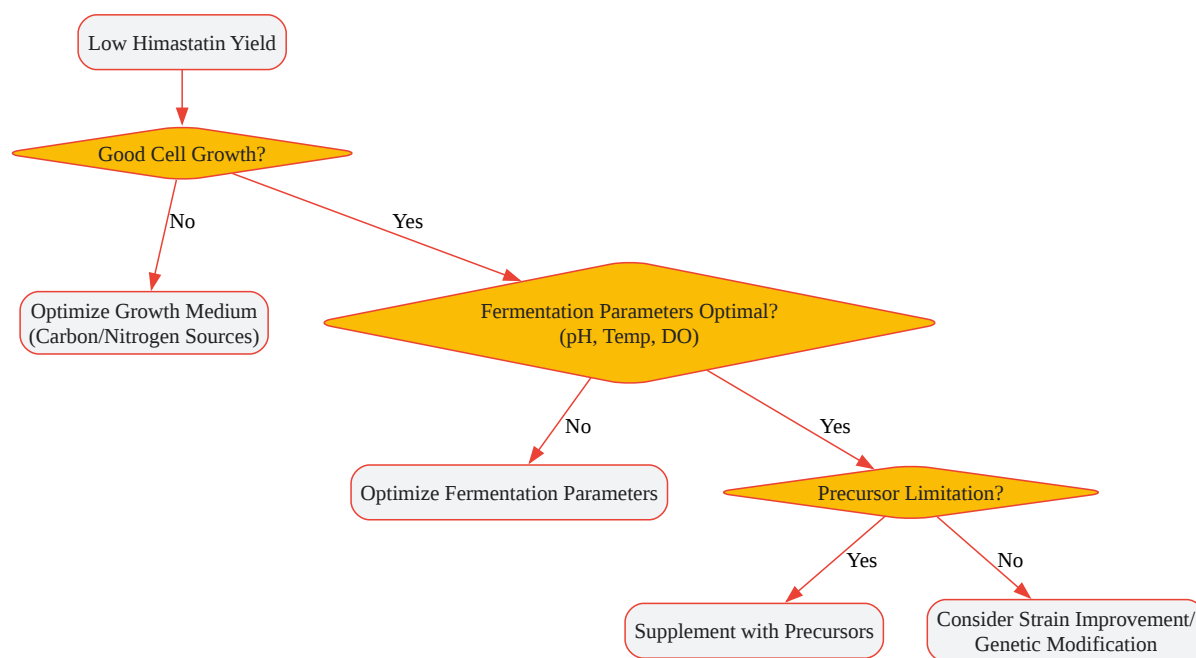 Low Himastatin Yield
Good Cell Growth?
No
Yes
Optimize Growth Medium
(Carbon/Nitrogen Sources)
Fermentation Parameters Optimal?
(pH, Temp, DO)
No
Yes
Optimize Fermentation Parameters
Precursor Limitation?
Yes
No
Supplement with Precursors
Consider Strain Improvement/
Genetic Modification